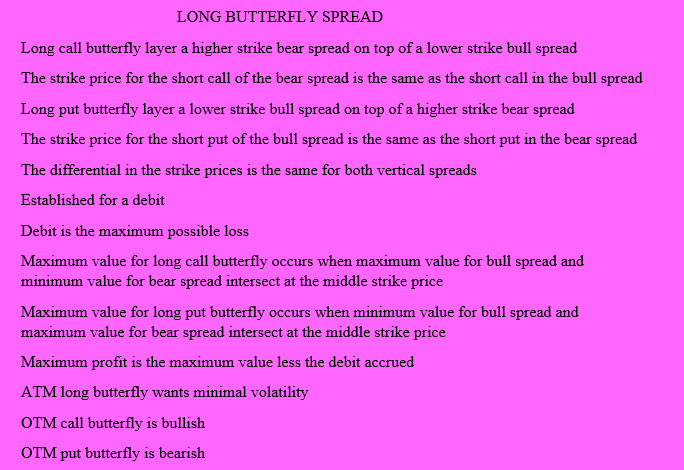 LONG BUTTERFLY SPREAD
Long call butterfly layer a higher strike bear spread on top of a lower strike bull spread
The strike price for the short call of the bear spread is the same as the short call in the bull spread
Long put butterfly layer a lower strike bull spread on top of a higher strike bear spread
The strike price for the short put of the bull spread is the same as the short put in the bear spread
The differential in the strike prices is the same for both vertical spreads
Established for a debit
Debit is the maximum possible loss
Maximum value for long call butterfly occurs when maximum value for bull spread and
minimum value for bear spread intersect at the middle strike price
Maximum value for long put butterfly occurs when minimum value for bull spread and
maximum value for bear spread intersect at the middle strike price
Maximum profit is the maximum value less the debit accrued
ATM long butterfly wants minimal volatility
OTM call butterfly is bullish
OTM put butterfly is bearish